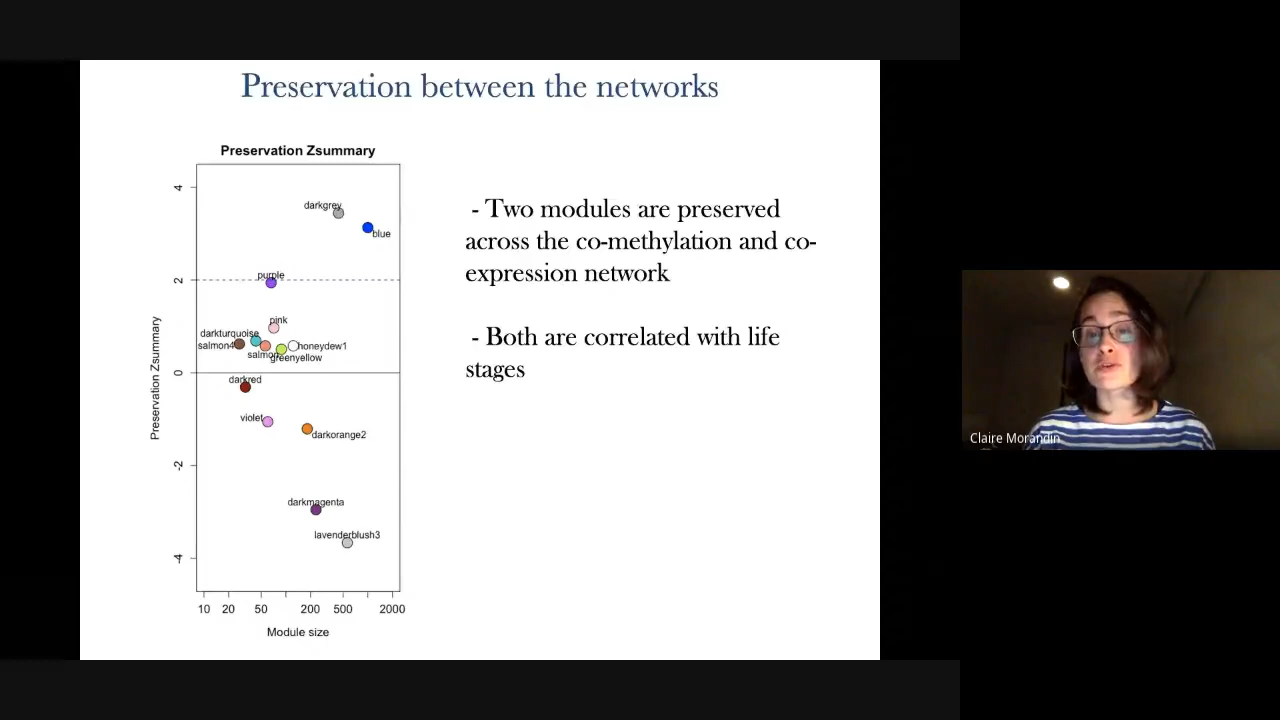 Preservation between the networks
Preservation Zsummary
Preservation Zsummary
4
2
0
-2
-4
darkgrey
blue
purple
pink
darkturquoise
salmon4
salmon
honeydew1
greenyellow
darkred
violet
darkorange2
darkmagenta
lavenderblush3
10 20 50 200 500 2000
Module size
- Two modules are preserved
across the co-methylation and co-
expression network
- Both are correlated with life
stages
Claire Morandin